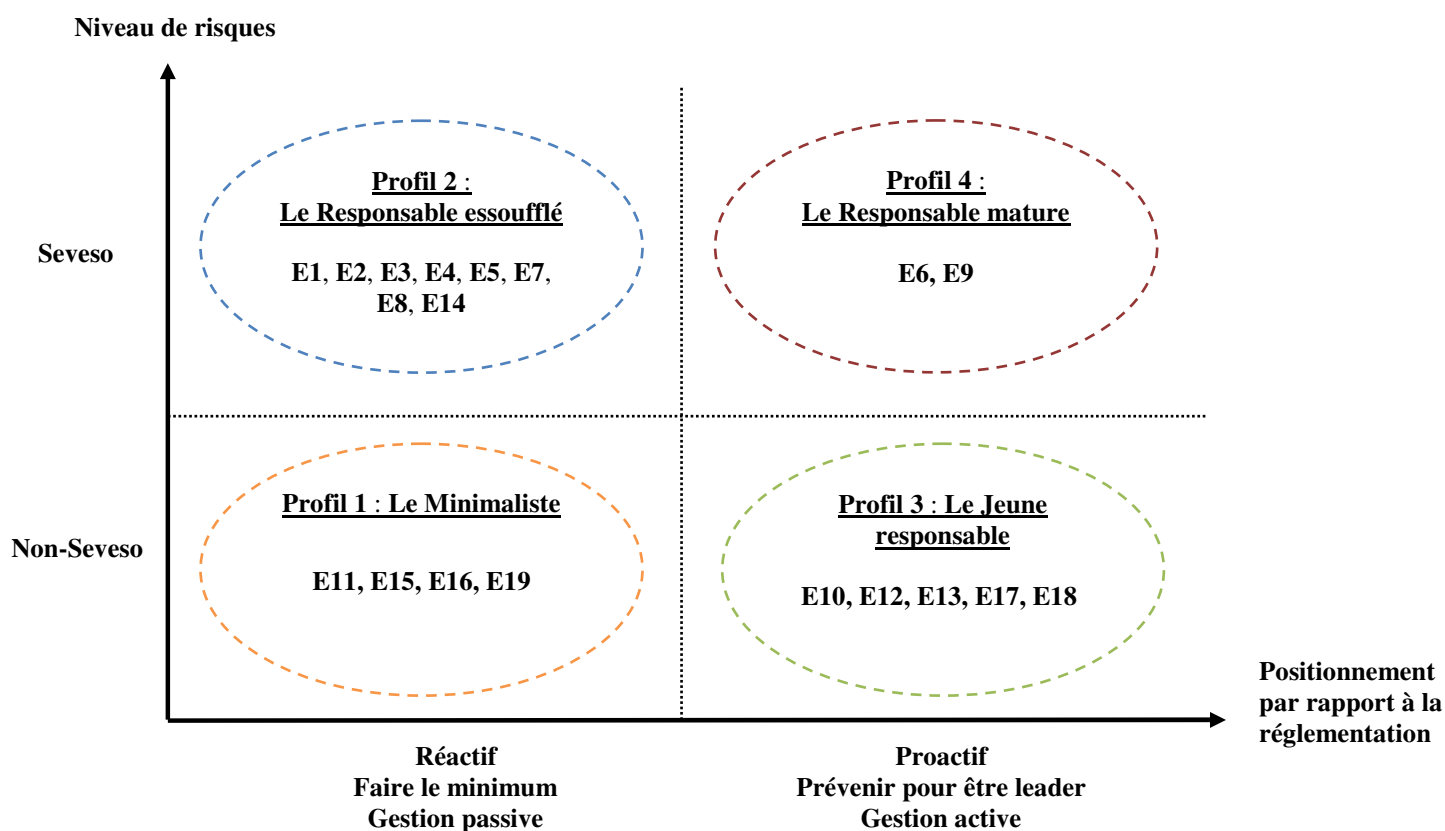 Niveau de risques
Profil 2 :
Le Responsable essoufflé
E1, E2, E3, E4, E5, E7,
E8, E14
Profil 4 :
Le Responsable mature
E6, E9
Seveso
Profil 1 : Le Minimaliste
E11, E15, E16, E19
Profil 3 : Le Jeune
responsable
E10, E12, E13, E17, E18
Non-Seveso
Positionnement
par rapport à la
réglementation
Réactif
Faire le minimum
Gestion passive
Proactif
Prévenir pour être leader
Gestion active